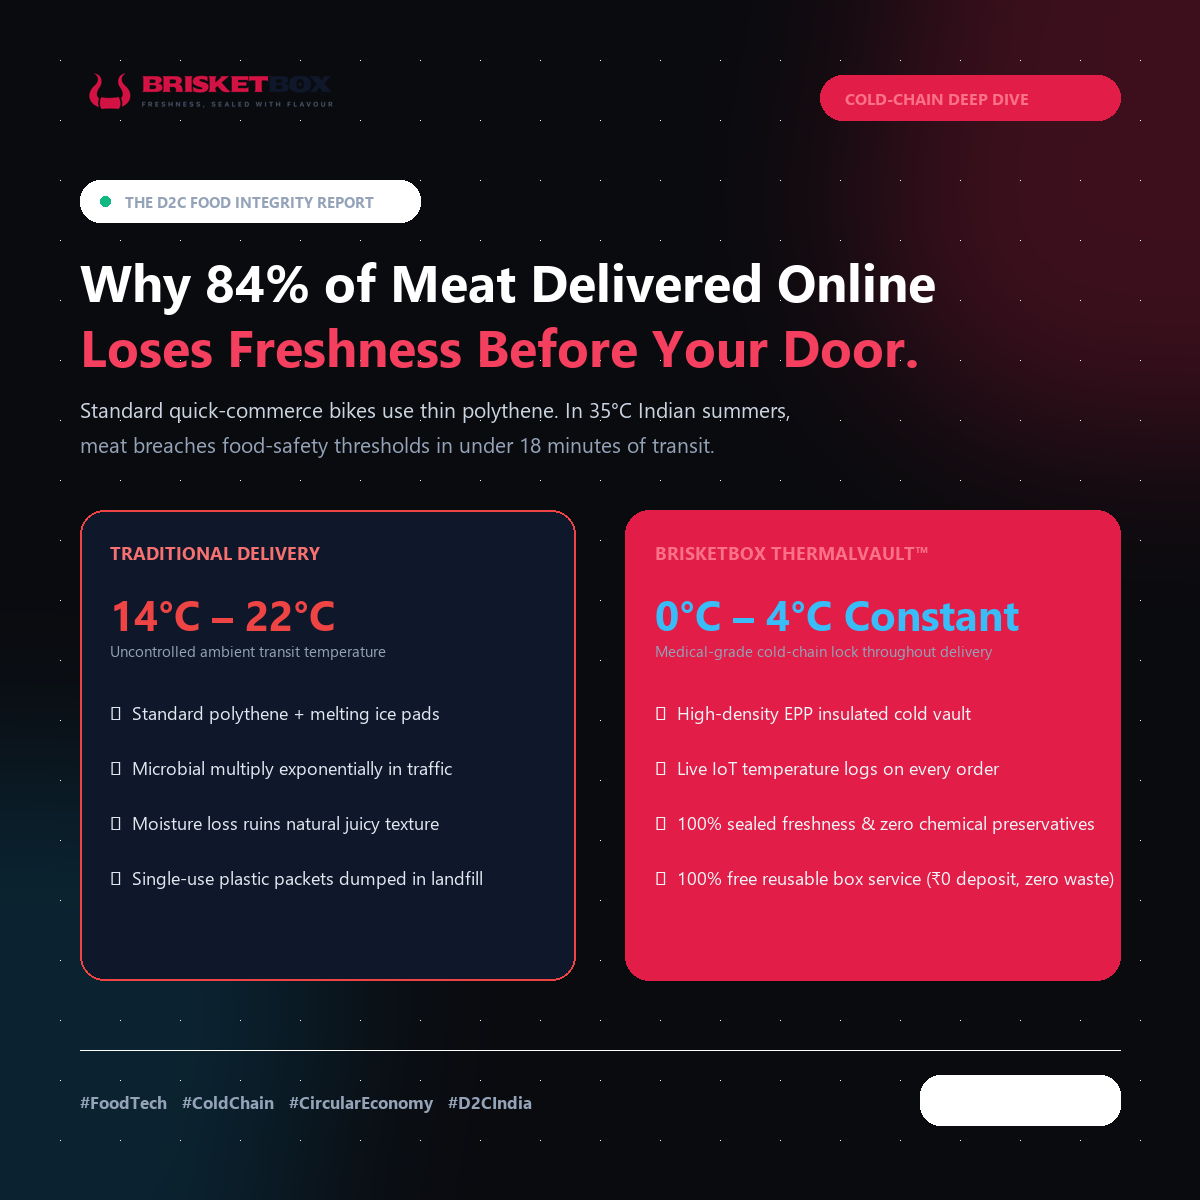 BRISKETBOX
FRESHNESS, SEALED WITH FLAVOUR
COLD-CHAIN DEEP DIVE
THE D2C FOOD INTEGRITY REPORT
Why 84% of Meat Delivered Online
Loses Freshness Before Your Door.
Standard quick-commerce bikes use thin polythene. In 35°C Indian summers,
meat breaches food-safety thresholds in under 18 minutes of transit.
TRADITIONAL DELIVERY
14°C – 22°C
Uncontrolled ambient transit temperature
Standard polythene + melting ice pads
Microbial multiply exponentially in traffic
Moisture loss ruins natural juicy texture
Single-use plastic packets dumped in landfill
BRISKETBOX THERMALVAULT™
0°C – 4°C Constant
Medical-grade cold-chain lock throughout delivery
High-density EPP insulated cold vault
Live IoT temperature logs on every order
100% sealed freshness & zero chemical preservatives
100% free reusable box service (₹0 deposit, zero waste)
#FoodTech #ColdChain #CircularEconomy #D2CIndia